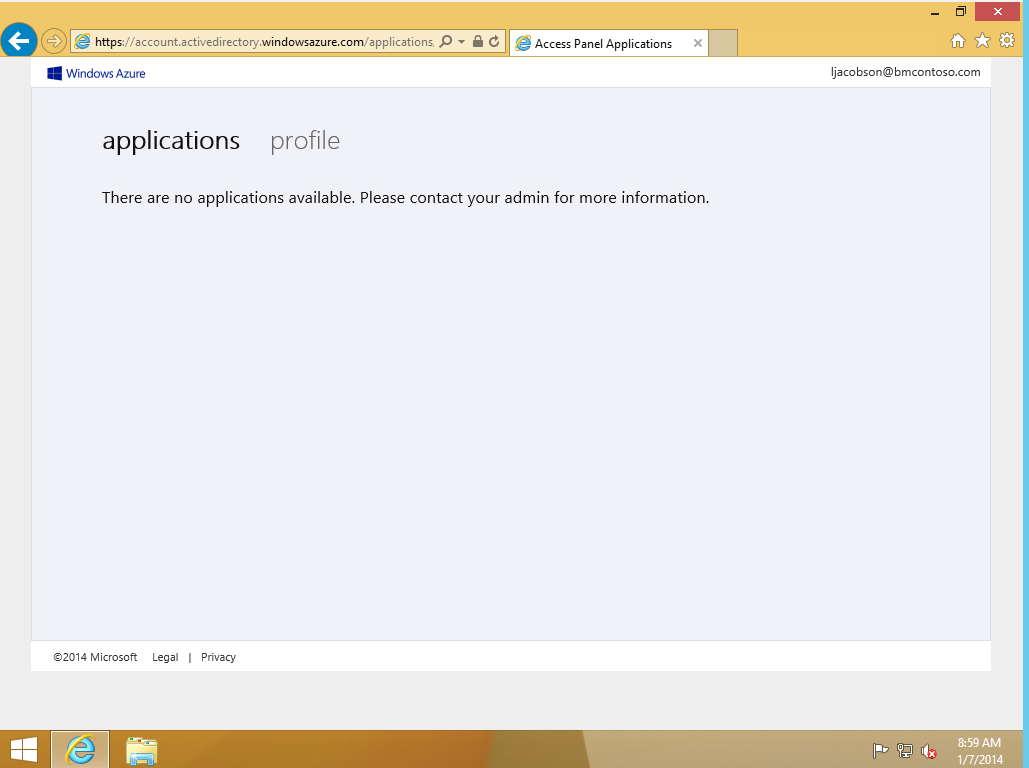 https://account.activedirectory.windowsazure.com/applications,
Access Panel Applications
Windows Azure
ljacobson@bmcontoso.com
applications profile
There are no applications available. Please contact your admin for more information.
©2014 Microsoft Legal | Privacy
8:59 AM
1/7/2014